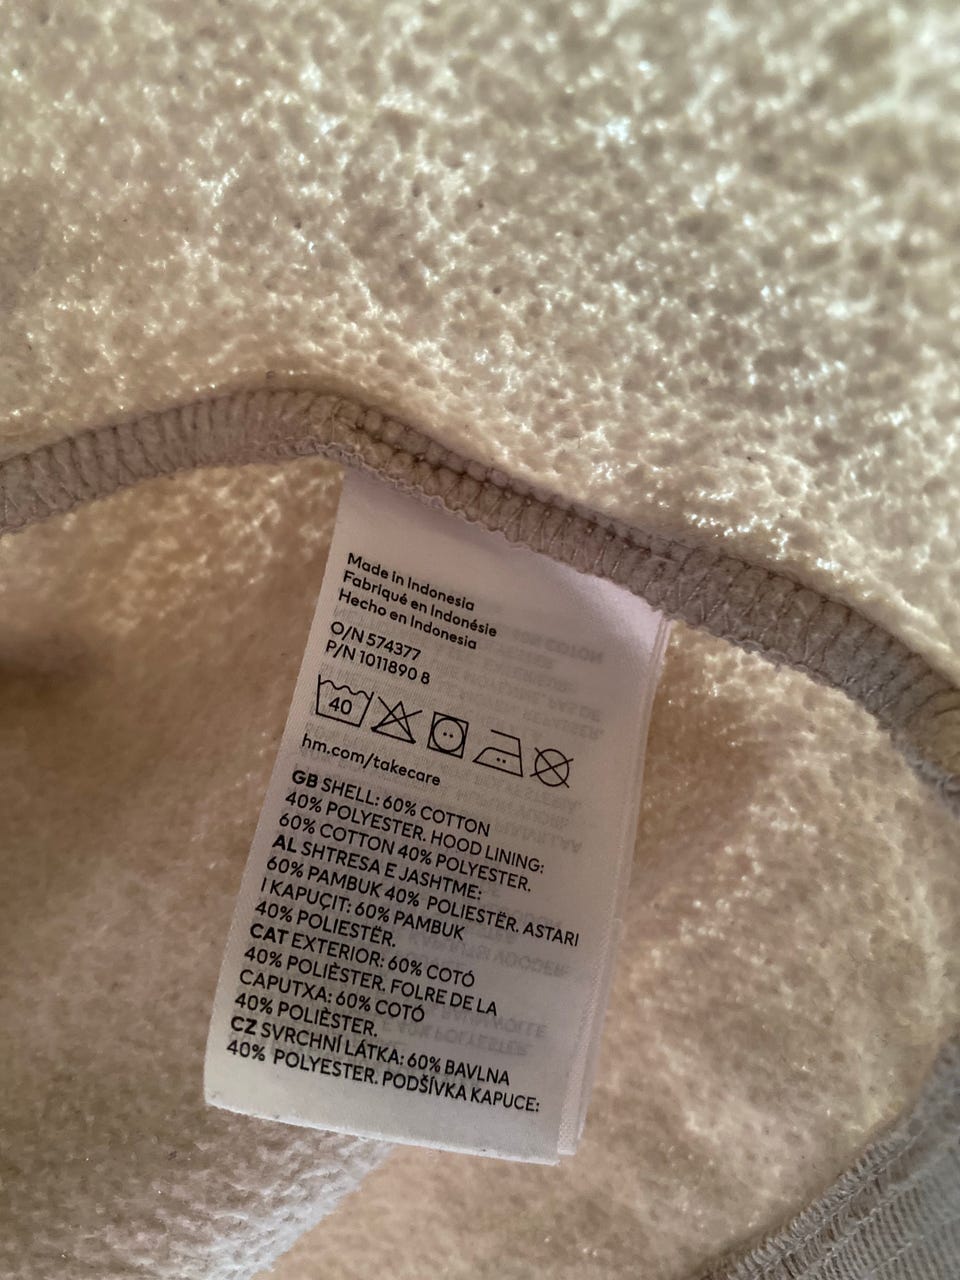 Made in Indonesia
Fabriqué en Indonésie
Hecho en Indonesia
O/N 574377
P/N 1011890 8
40
hm.com/takecare
GB SHELL: 60% COTTON
40% POLYESTER. HOOD LINING:
60% COTTON 40% POLYESTER.
AL SHTRESA E JASHTME:
60% PAMBUK 40% POLIESTËR. ASTARI
I KAPUÇIT: 60% PAMBUK
40% POLIESTËR.
CAT EXTERIOR: 60% COTÓ
40% POLIÈSTER. FOLRE DE LA
CAPUTXA: 60% COTÓ
40% POLIÈSTER.
CZ SVRCHNÍ LÁTKA: 60% BAVLNA
40% POLYESTER. PODŠÍVKA KAPUCE: